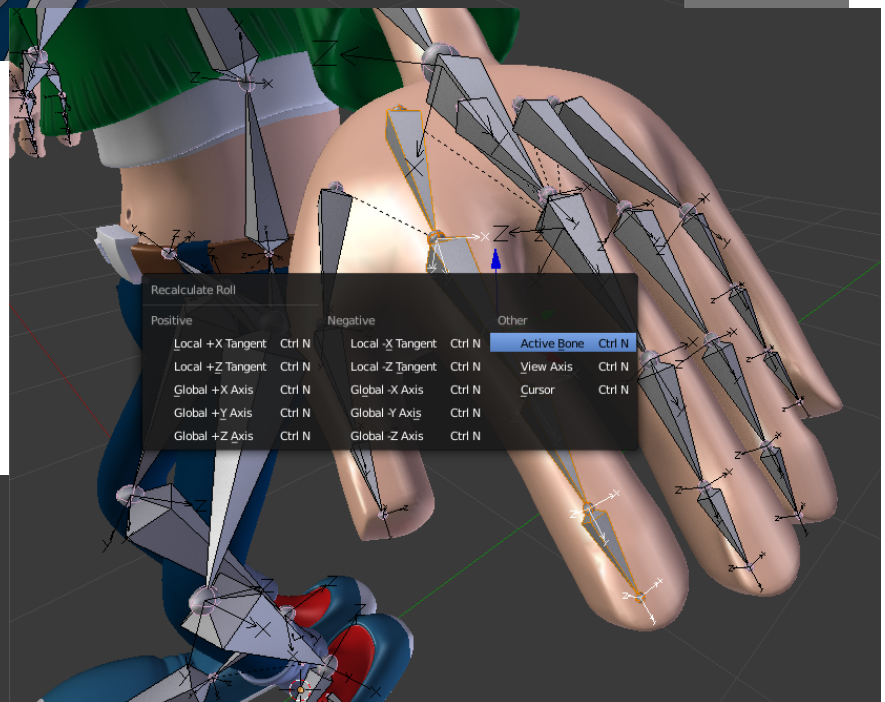 Recalculate Roll
Positive
Local +X Tangent Ctrl N
Local +Z Tangent Ctrl N
Global +X Axis Ctrl N
Global +Y Axis Ctrl N
Global +Z Axis Ctrl N
Negative
Local -X Tangent Ctrl N
Local -Z Tangent Ctrl N
Global -X Axis Ctrl N
Global -Y Axis Ctrl N
Global -Z Axis Ctrl N
Other
Active Bone Ctrl N
View Axis Ctrl N
Cursor Ctrl N